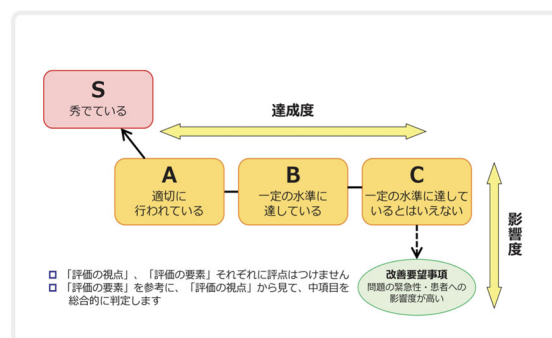 S
秀でている
達成度
A
適切に
行われている
B
一定の水準に
達している
C
一定の水準に達して
いるとはいえない
影響度
改善要望事項
問題の緊急性・患者への
影響度が高い
「評価の視点」、「評価の要素」それぞれに評点はつけません
「評価の要素」を参考に、「評価の視点」から見て、中項目を
総合的に判定します